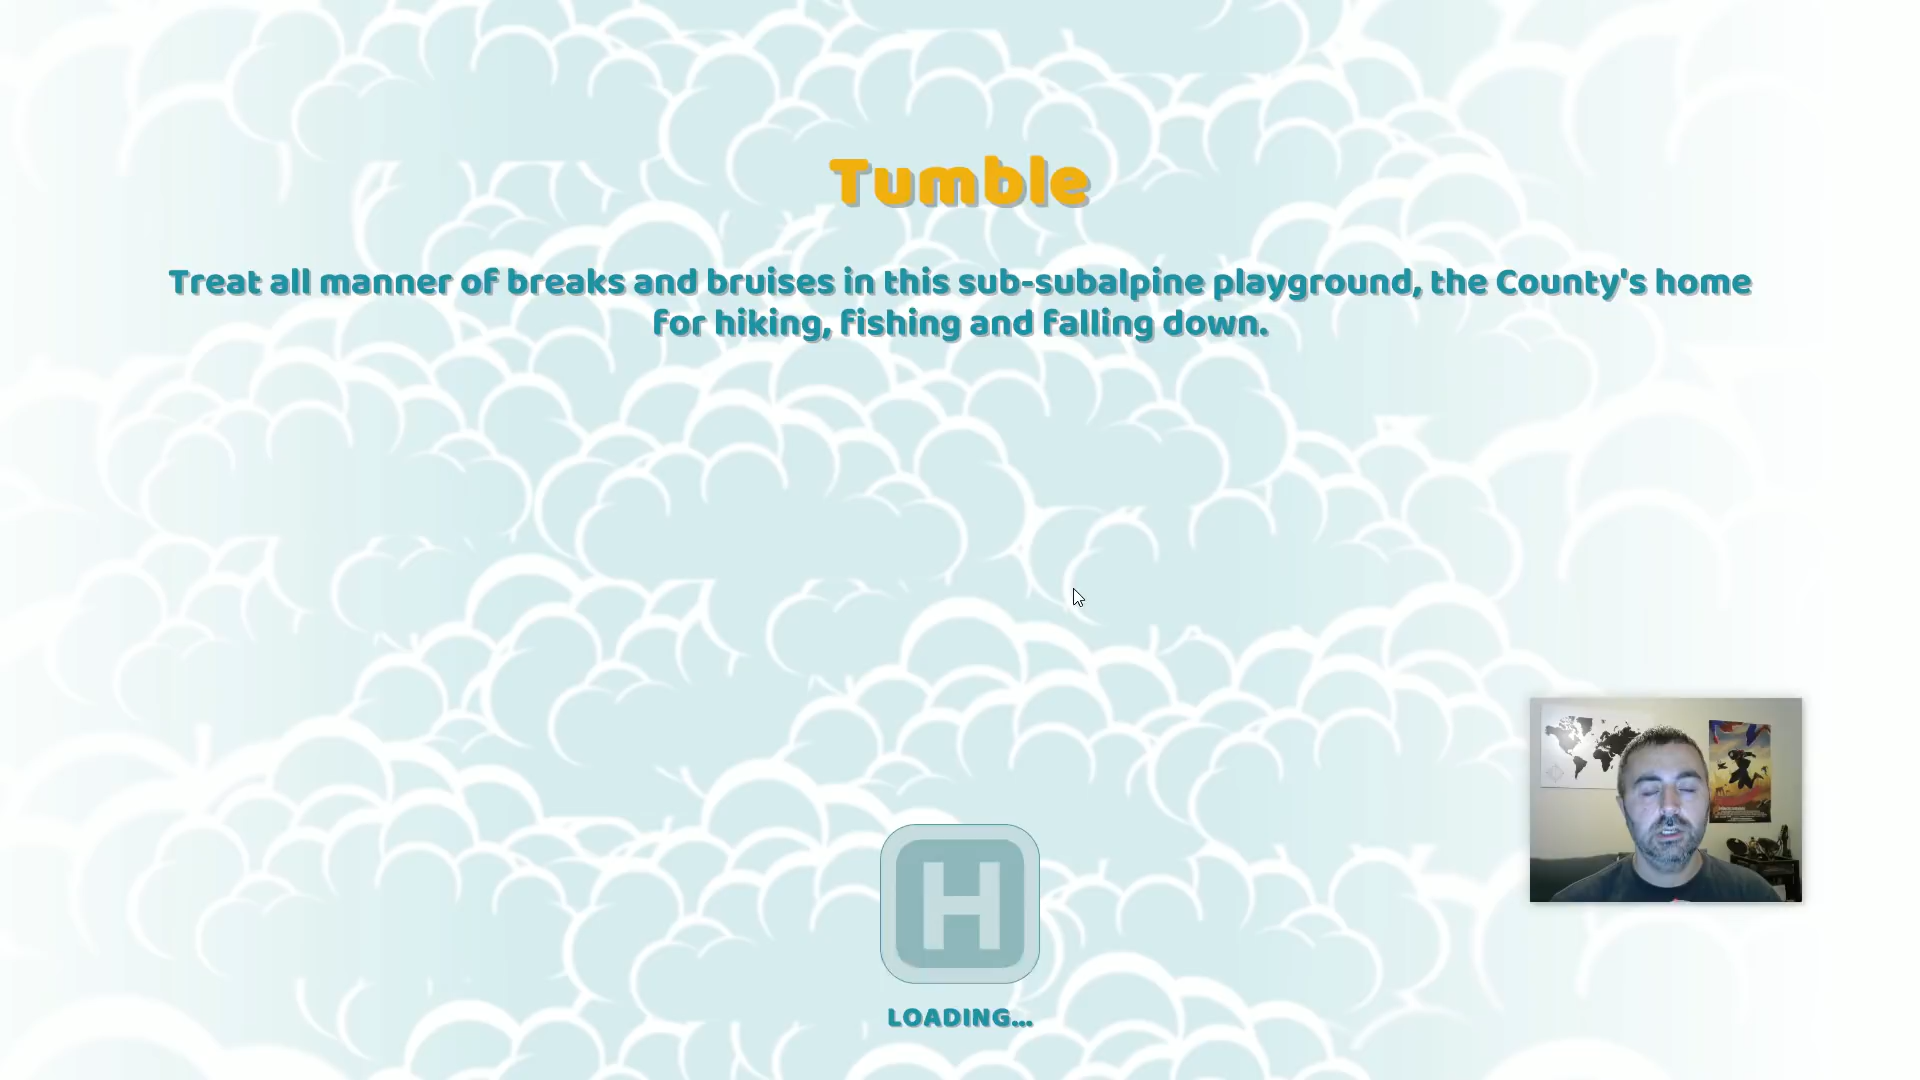 Tumble
Treat all manner of breaks and bruises in this sub-subalpine playground, the County's home
for hiking, fishing and falling down.
H
LOADING...